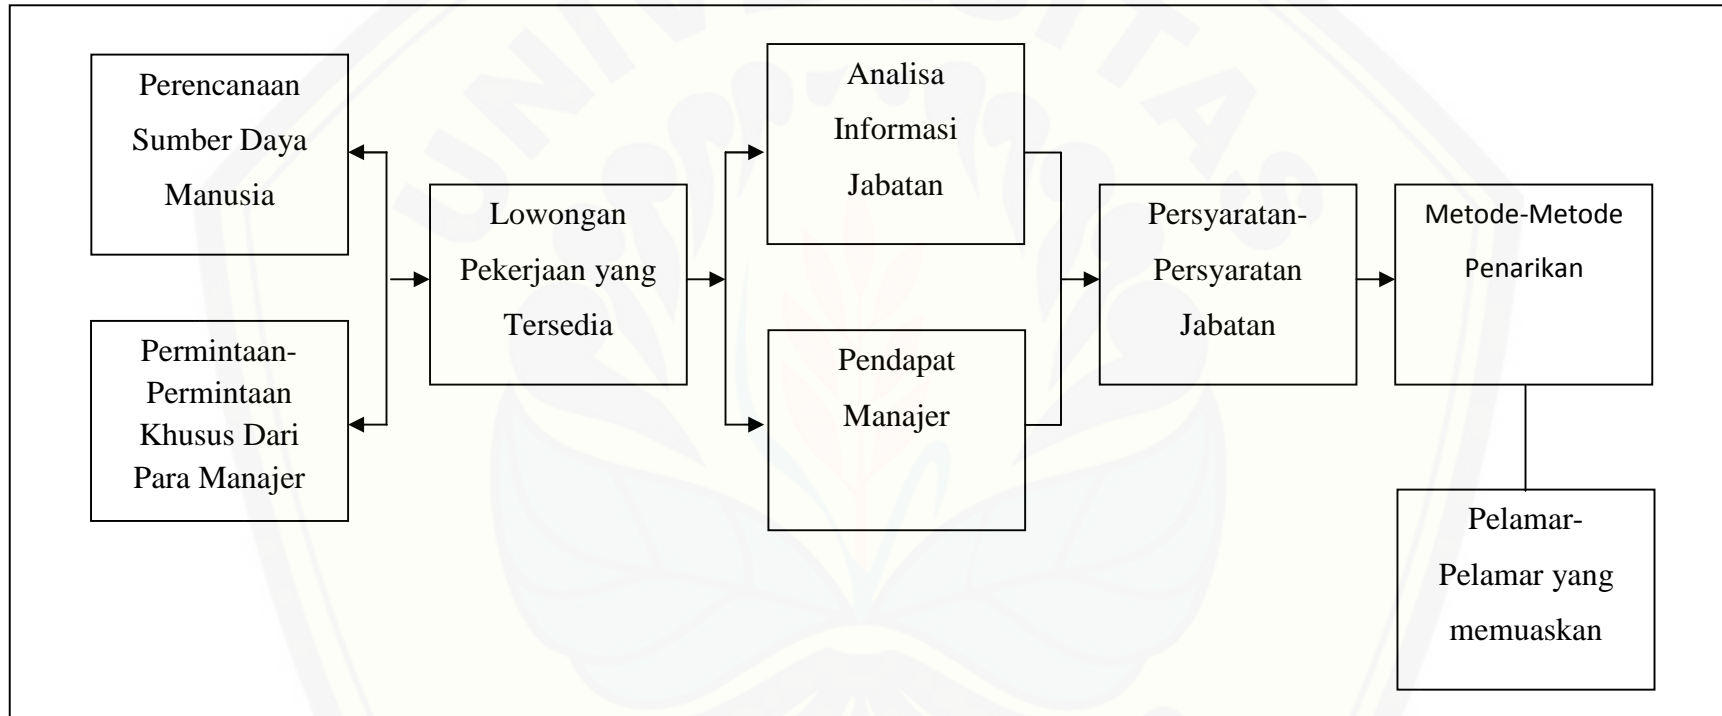 Perencanaan
Sumber Daya
Manusia
Permintaan-
Permintaan
Khusus Dari
Para Manajer
Lowongan
Pekerjaan yang
Tersedia
Analisa
Informasi
Jabatan
Pendapat
Manajer
Persyaratan-
Persyaratan
Jabatan
Metode-Metode
Penarikan
Pelamar-
Pelamar yang
memuaskan
UNIVERSITAS